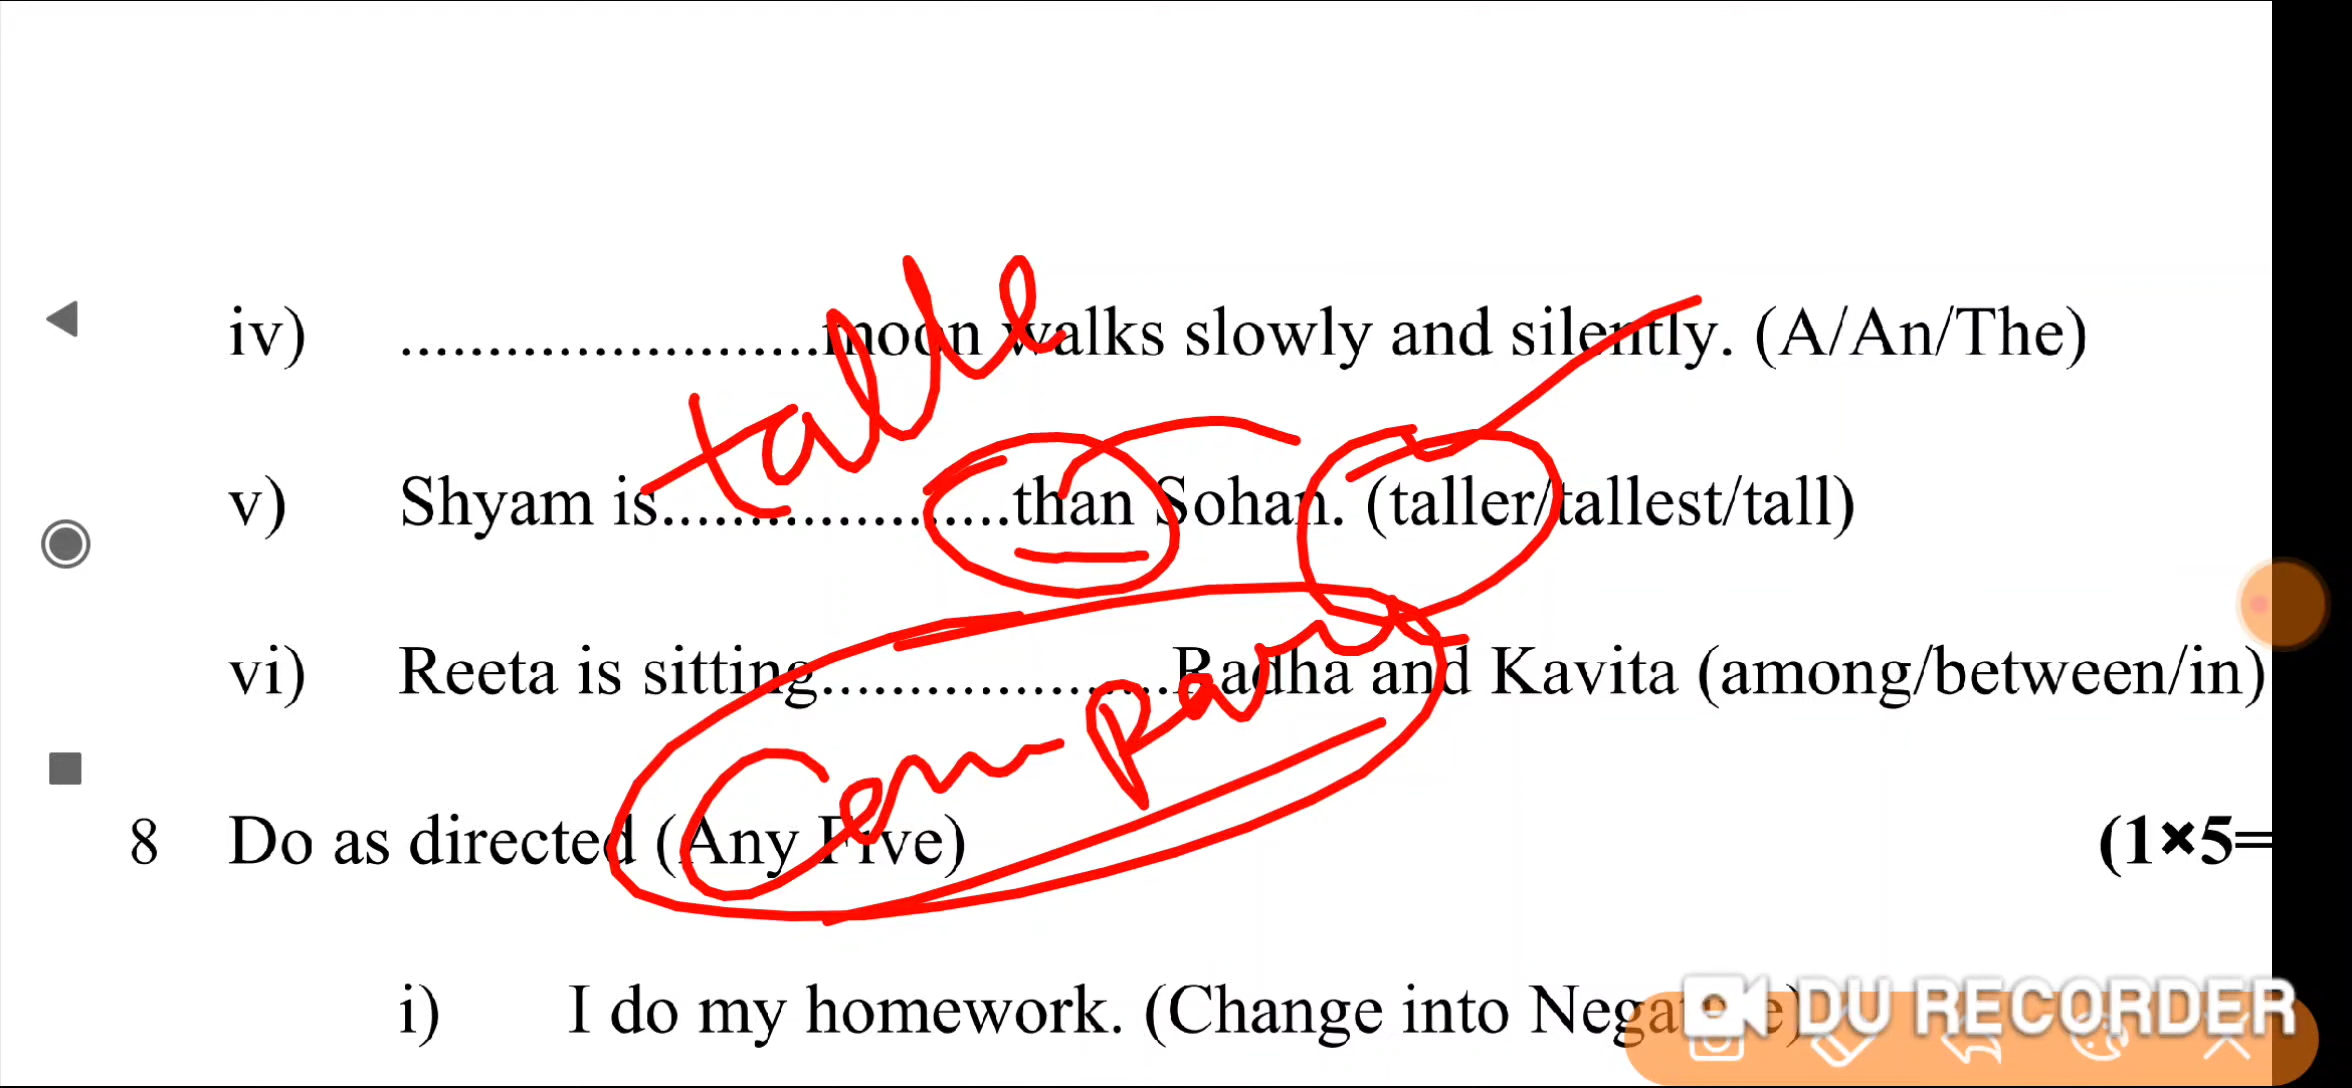 iv) ........................moon walks slowly and silently. (A/An/The)
talle
v) Shyam is....................than Sohan. (taller/tallest/tall)
vi) Reeta is sitting....................Radha and Kavita (among/between/in)
8 Do as directed (Any Five) (1×5=
i) I do my homework. (Change into Negative)
DU RECORDER